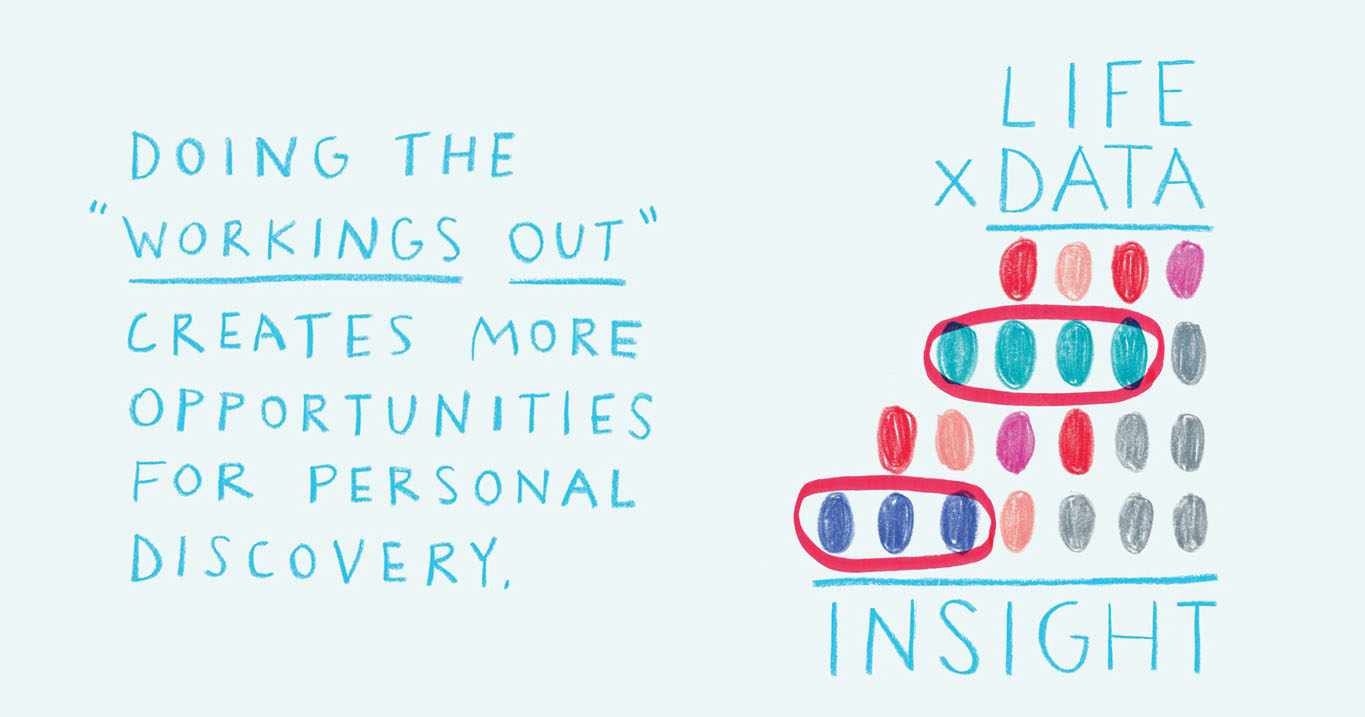 DOING THE
"WORKINGS OUT"
CREATES MORE
OPPORTUNITIES
FOR PERSONAL
DISCOVERY.
LIFE
x DATA
INSIGHT